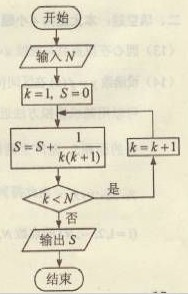 开始
输入N
k=1, S=0
S=S+1/k(k+1)
k=k+1
k<N
是
否
输出S
结束